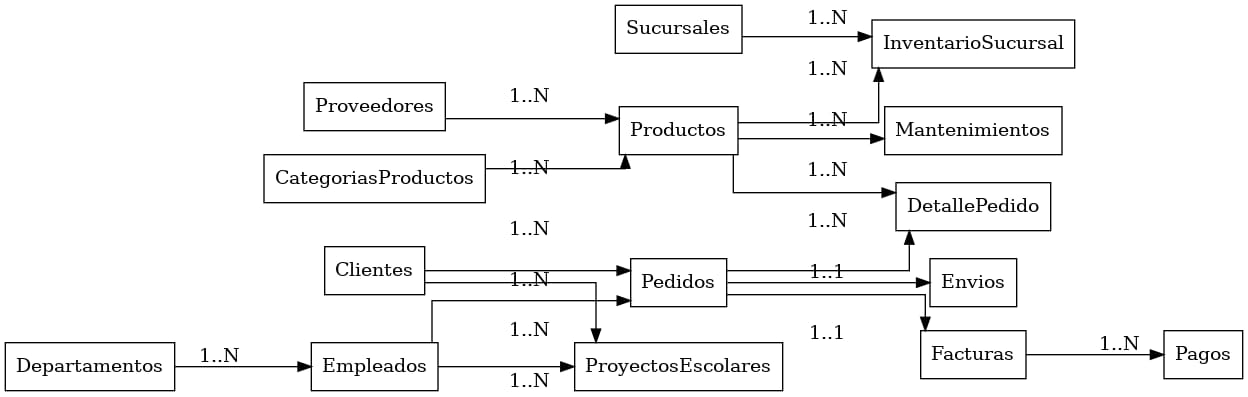 Sucursales
1..N
InventarioSucursal
1..N
Proveedores
1..N
Productos
1..N
Mantenimientos
CategoriasProductos
1..N
1..N
DetallePedido
1..N
1..N
Clientes
1..N
Pedidos
1..1
Envios
1..N
1..1
Departamentos
1..N
Empleados
1..N
ProyectosEscolares
Facturas
1..N
Pagos